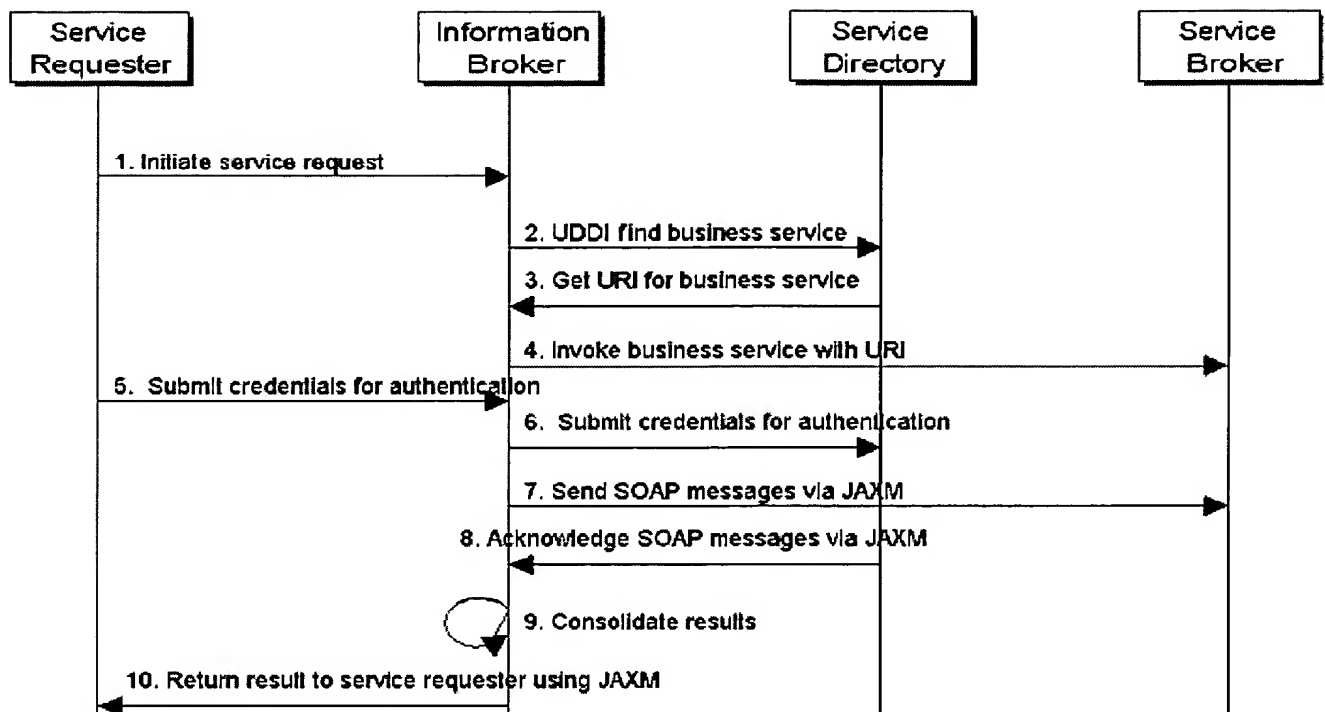 Service
Requester
Information
Broker
Service
Directory
Service
Broker
1. Initiate service request
2. UDDI find business service
3. Get URI for business service
4. Invoke business service with URI
5. Submit credentials for authentication
6. Submit credentials for authentication
7. Send SOAP messages via JAXM
8. Acknowledge SOAP messages via JAXM
9. Consolidate results
10. Return result to service requester using JAXM